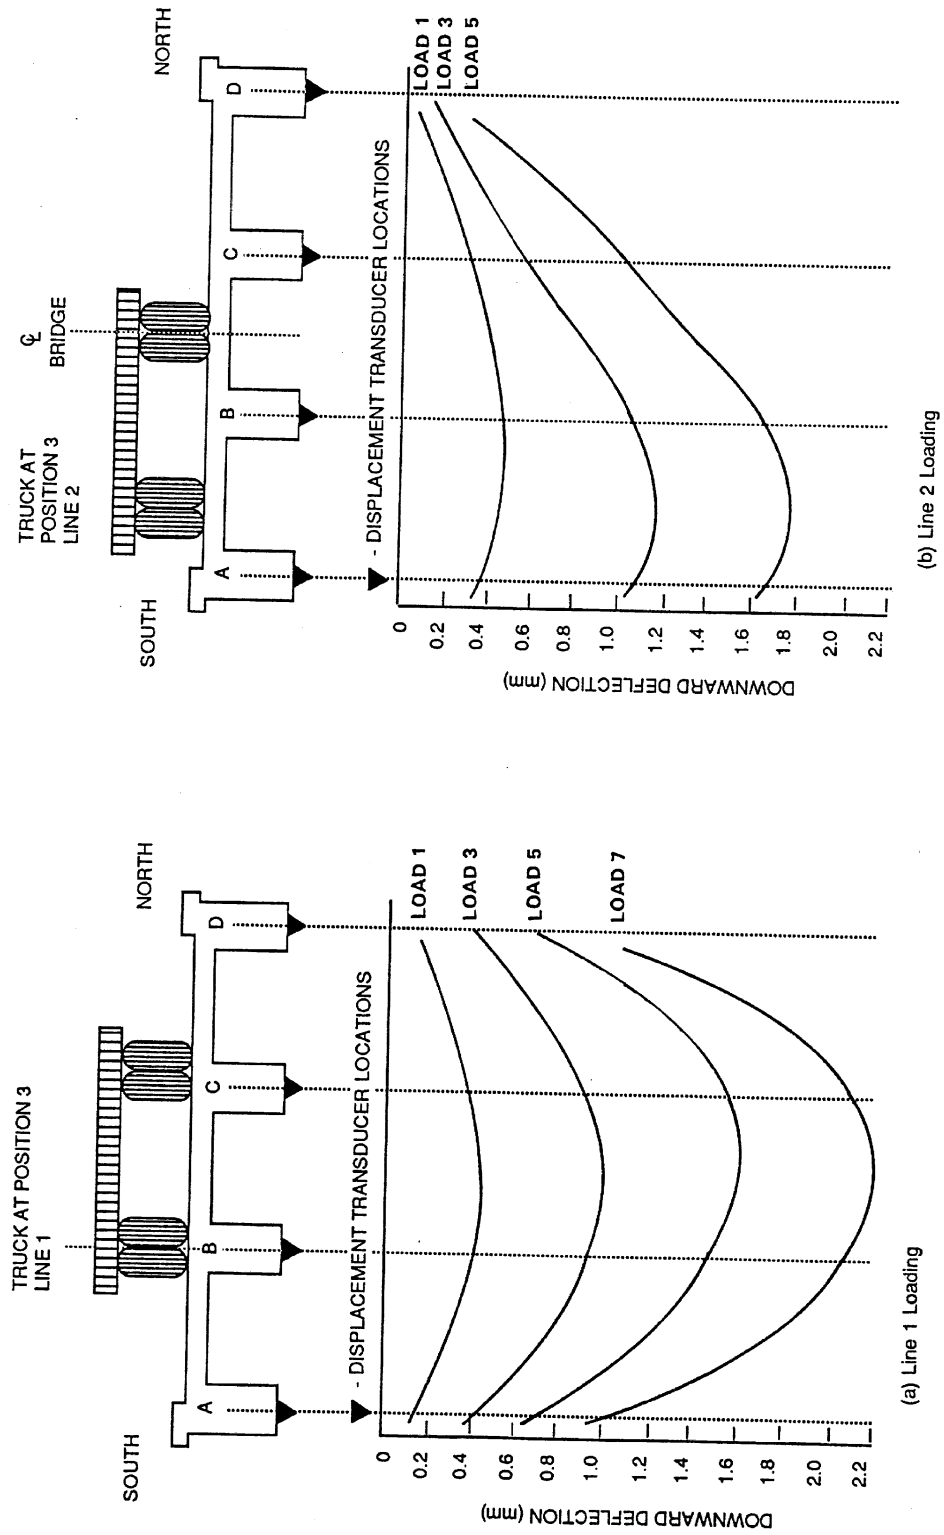 TRUCK AT POSITION 3
LINE 1
SOUTH
NORTH
A
B
C
D
- DISPLACEMENT TRANSDUCER LOCATIONS
0
0.2
0.4
0.6
0.8
1.0
1.2
1.4
1.6
1.8
2.0
2.2
DOWNWARD DEFLECTION (mm)
LOAD 1
LOAD 3
LOAD 5
LOAD 7
(a) Line 1 Loading
TRUCK AT
POSITION 3
LINE 2
℄
BRIDGE
SOUTH
NORTH
A
B
C
D
- DISPLACEMENT TRANSDUCER LOCATIONS
0
0.2
0.4
0.6
0.8
1.0
1.2
1.4
1.6
1.8
2.0
2.2
DOWNWARD DEFLECTION (mm)
LOAD 1
LOAD 3
LOAD 5
(b) Line 2 Loading